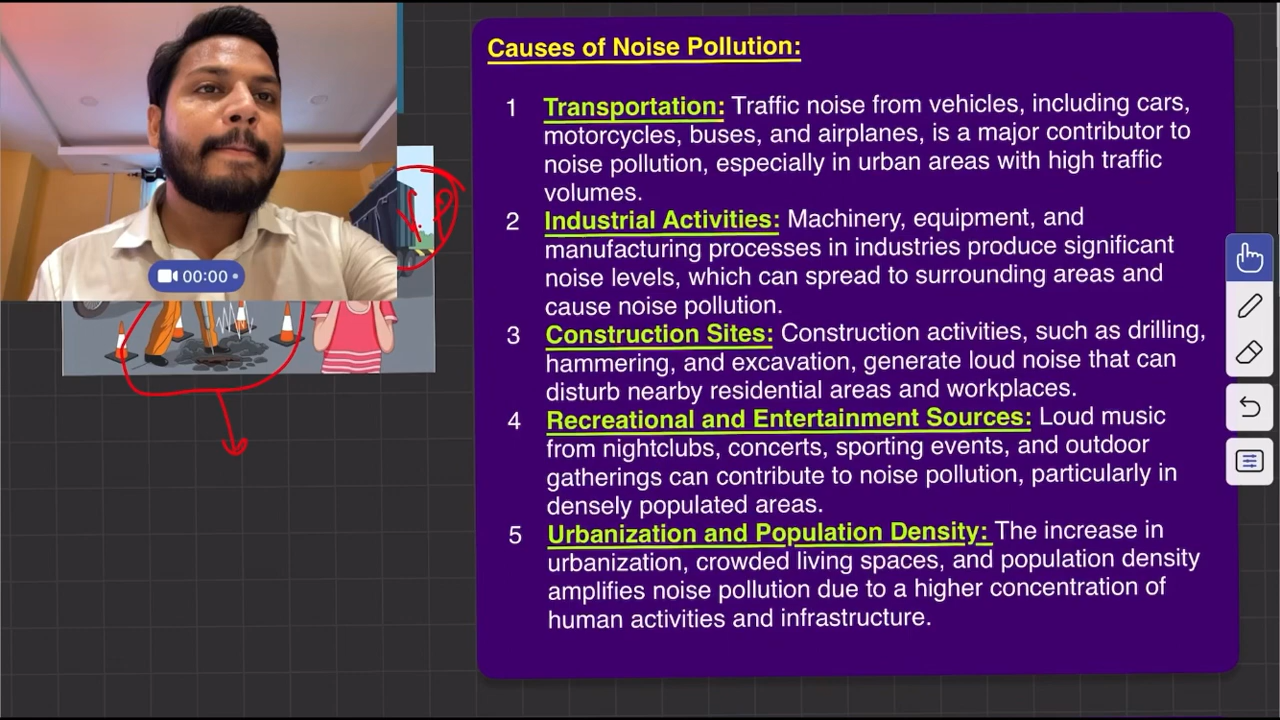 Causes of Noise Pollution:
1 Transportation: Traffic noise from vehicles, including cars,
motorcycles, buses, and airplanes, is a major contributor to
noise pollution, especially in urban areas with high traffic
volumes.
2 Industrial Activities: Machinery, equipment, and
manufacturing processes in industries produce significant
noise levels, which can spread to surrounding areas and
cause noise pollution.
3 Construction Sites: Construction activities, such as drilling,
hammering, and excavation, generate loud noise that can
disturb nearby residential areas and workplaces.
4 Recreational and Entertainment Sources: Loud music
from nightclubs, concerts, sporting events, and outdoor
gatherings can contribute to noise pollution, particularly in
densely populated areas.
5 Urbanization and Population Density: The increase in
urbanization, crowded living spaces, and population density
amplifies noise pollution due to a higher concentration of
human activities and infrastructure.
00:00